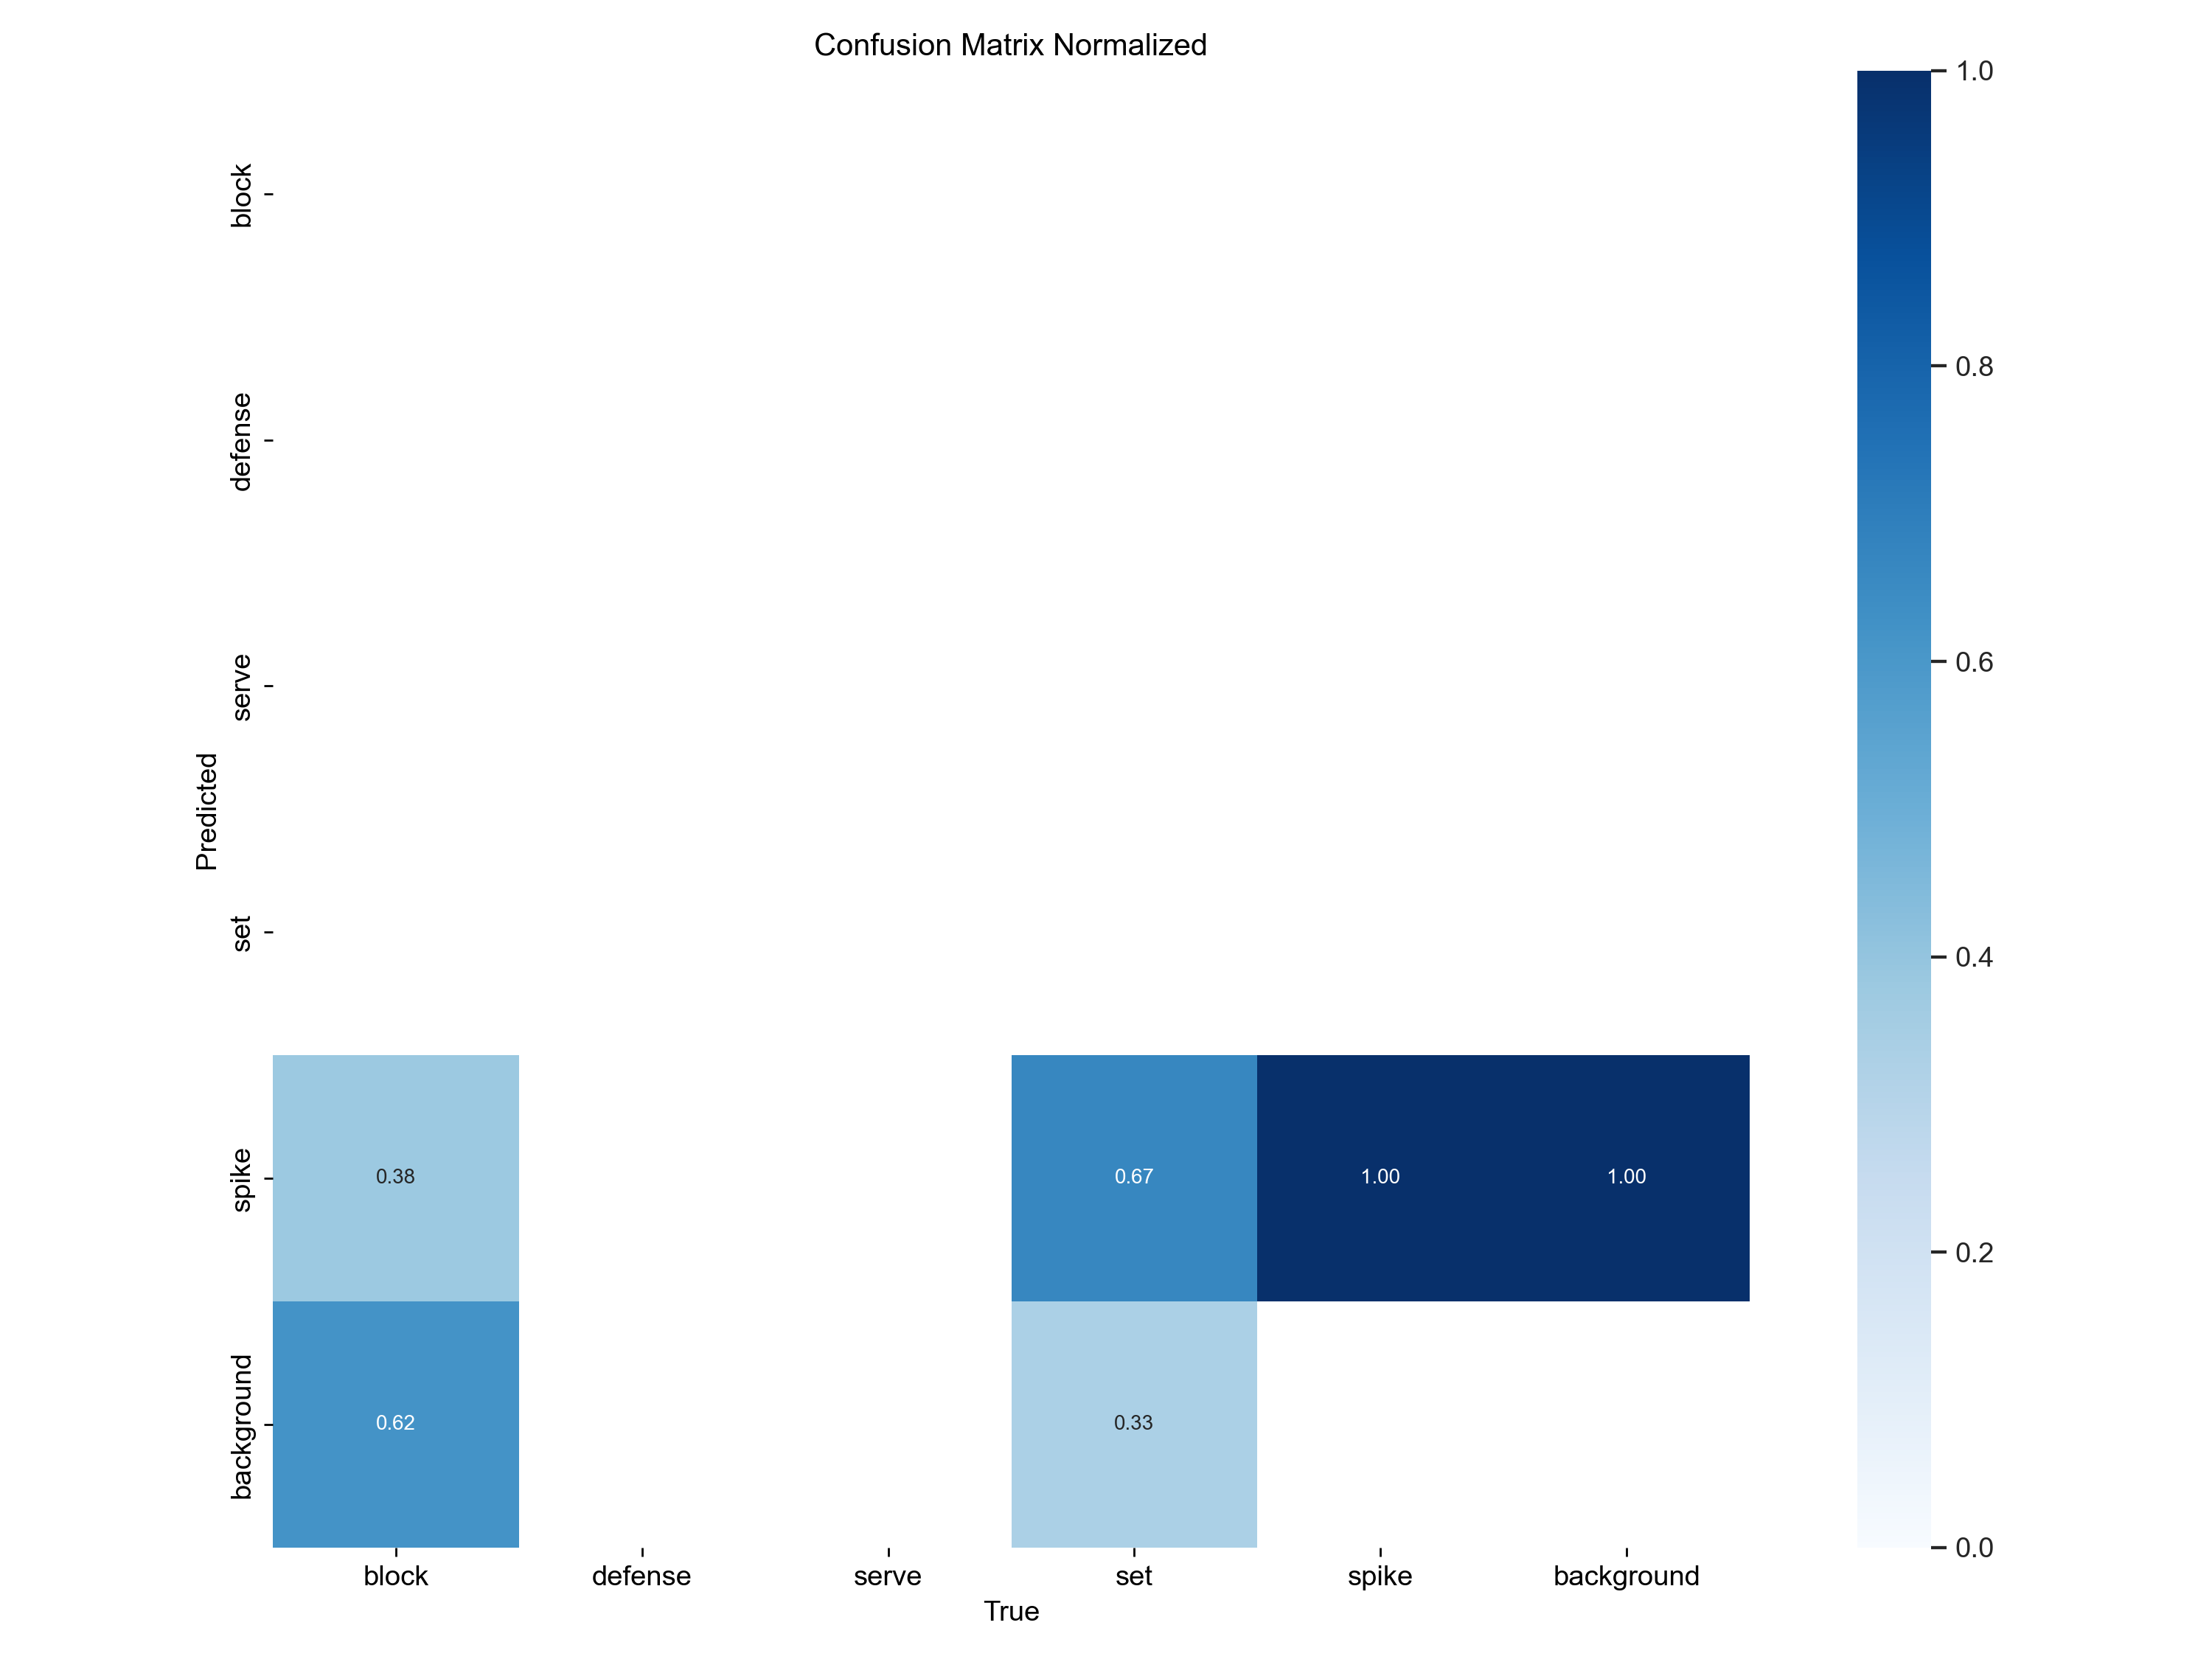 Confusion Matrix Normalized
1.0
block
defense
0.8
serve
0.6
Predicted
set
0.4
spike
0.38
0.67
1.00
1.00
0.2
background
0.62
0.33
0.0
block
defense
serve
set
spike
background
True